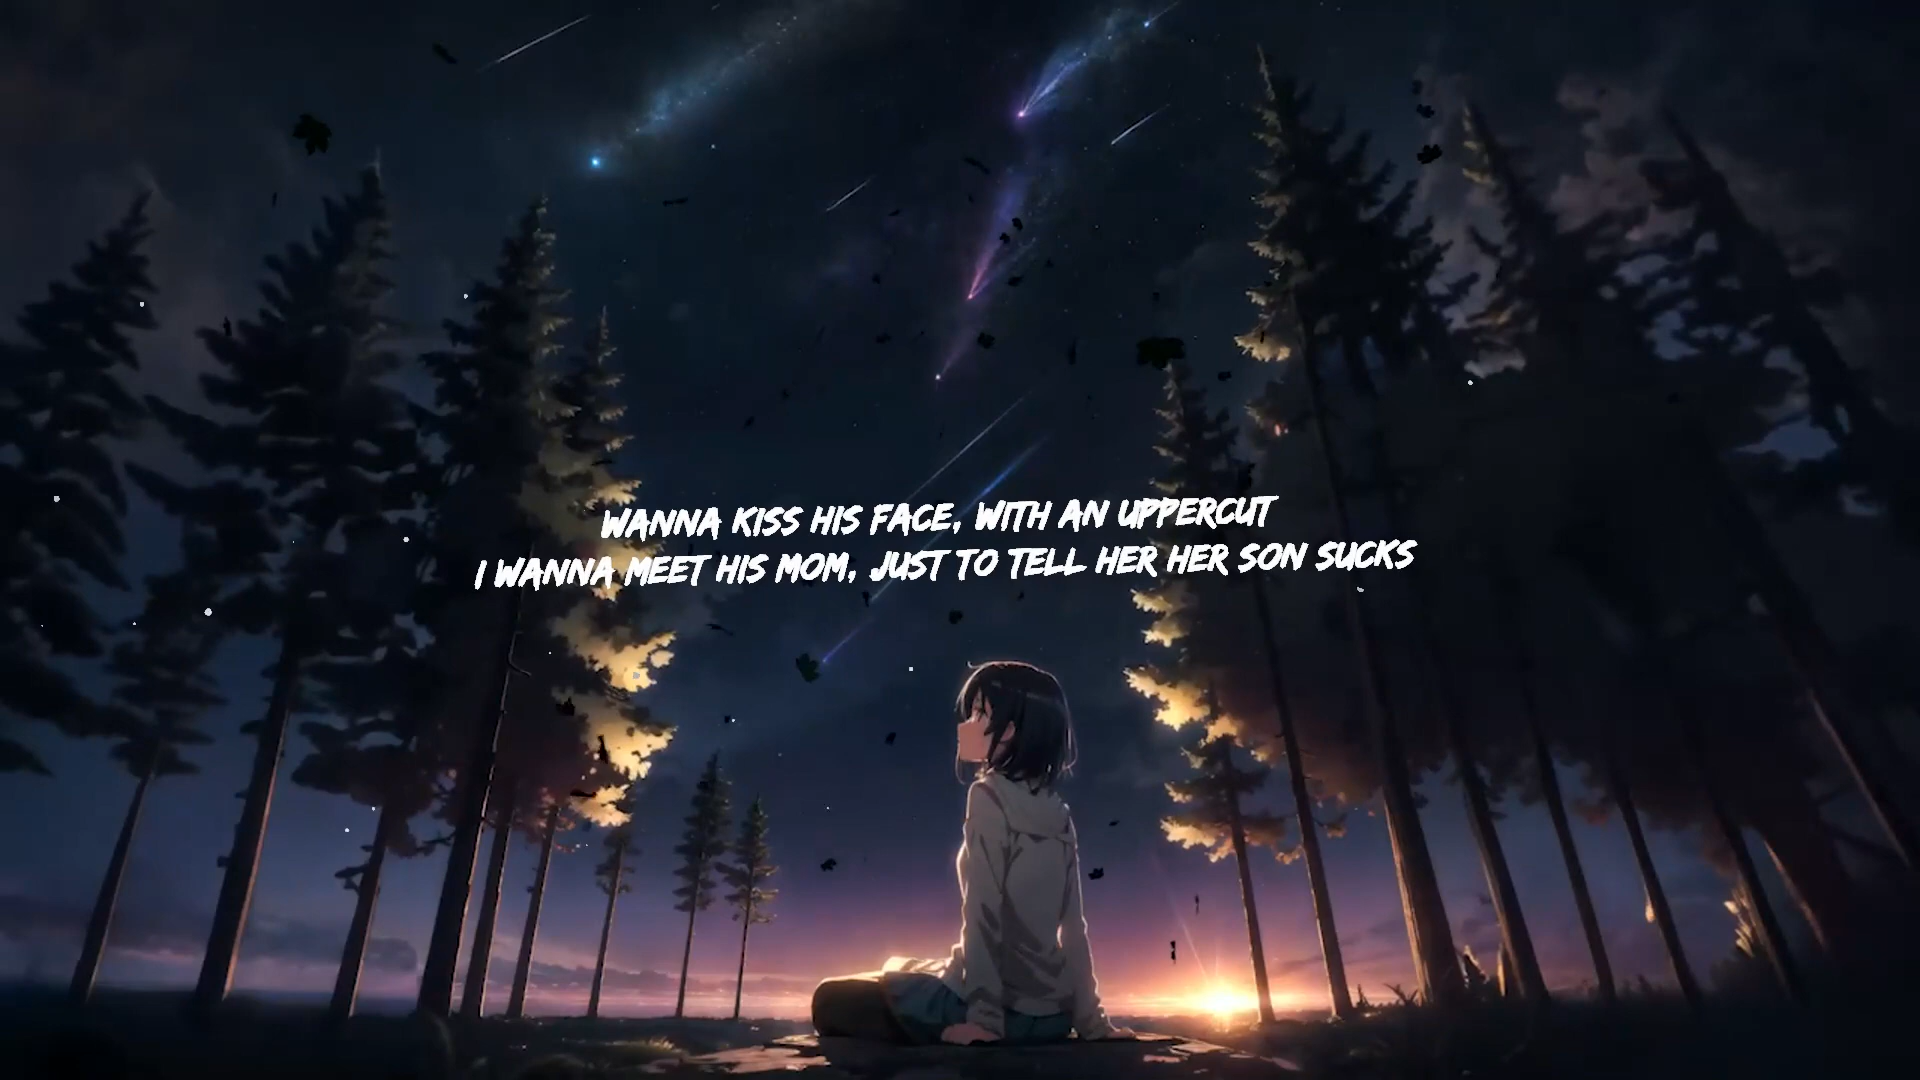 WANNA KISS HIS FACE, WITH AN UPPERCUT
I WANNA MEET HIS MOM, JUST TO TELL HER HER SON SUCKS